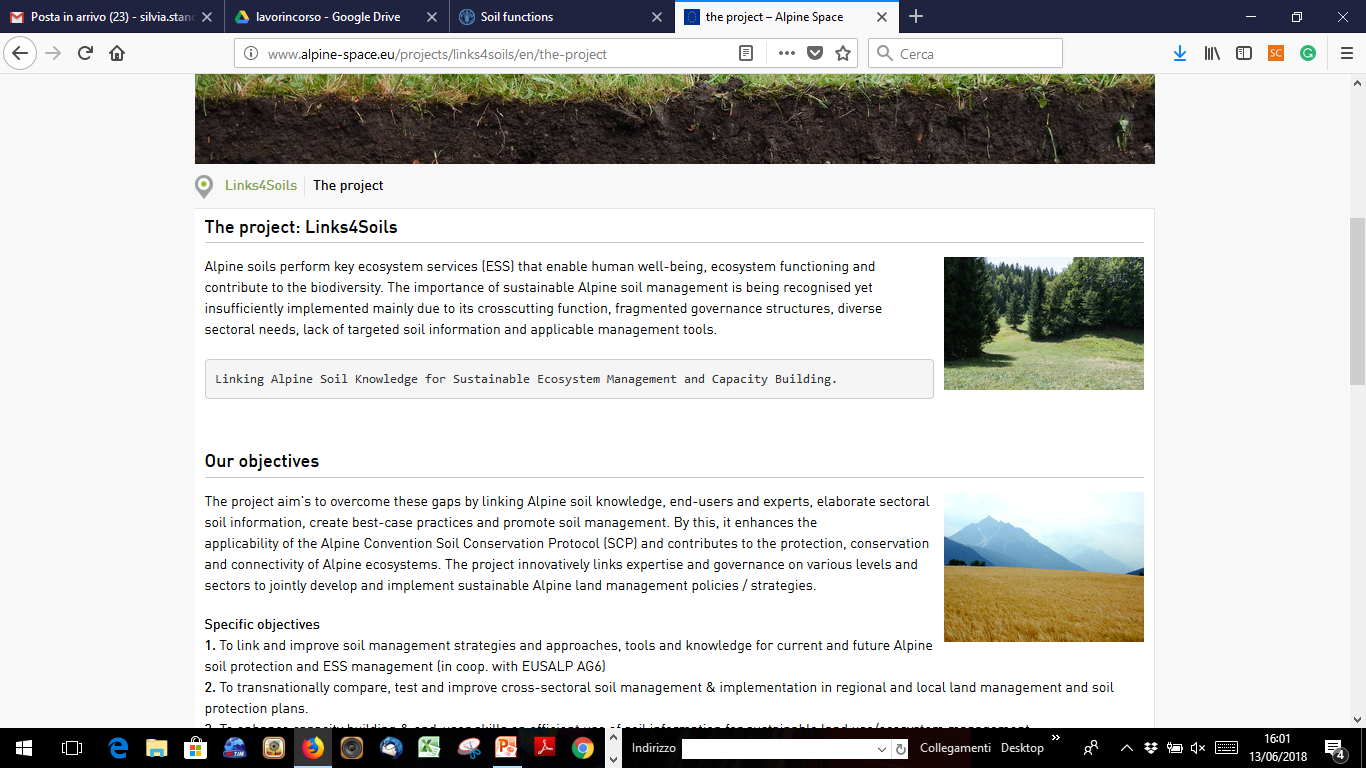 Posta in arrivo (23) - silvia.stanc
lavorincorso - Google Drive
Soil functions
the project – Alpine Space
www.alpine-space.eu/projects/links4soils/en/the-project
Cerca
SC
Links4Soils
The project
The project: Links4Soils
Alpine soils perform key ecosystem services (ESS) that enable human well-being, ecosystem functioning and
contribute to the biodiversity. The importance of sustainable Alpine soil management is being recognised yet
insufficiently implemented mainly due to its crosscutting function, fragmented governance structures, diverse
sectoral needs, lack of targeted soil information and applicable management tools.
Linking Alpine Soil Knowledge for Sustainable Ecosystem Management and Capacity Building.
Our objectives
The project aim's to overcome these gaps by linking Alpine soil knowledge, end-users and experts, elaborate sectoral
soil information, create best-case practices and promote soil management. By this, it enhances the
applicability of the Alpine Convention Soil Conservation Protocol (SCP) and contributes to the protection, conservation
and connectivity of Alpine ecosystems. The project innovatively links expertise and governance on various levels and
sectors to jointly develop and implement sustainable Alpine land management policies / strategies.
Specific objectives
1. To link and improve soil management strategies and approaches, tools and knowledge for current and future Alpine
soil protection and ESS management (in coop. with EUSALP AG6)
2. To transnationally compare, test and improve cross-sectoral soil management & implementation in regional and local land management and soil
protection plans.
Indirizzo
Collegamenti
Desktop
16:01
13/06/2018
4